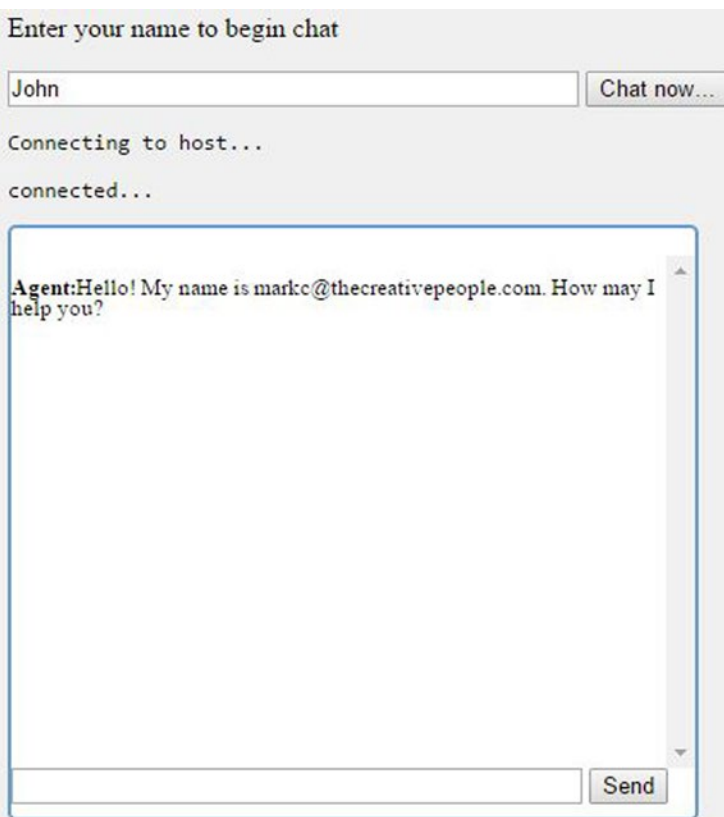 Enter your name to begin chat
John
Chat now...
Connecting to host...
connected...
Agent:Hello! My name is markc@thecreativepeople.com. How may I
help you?
Send